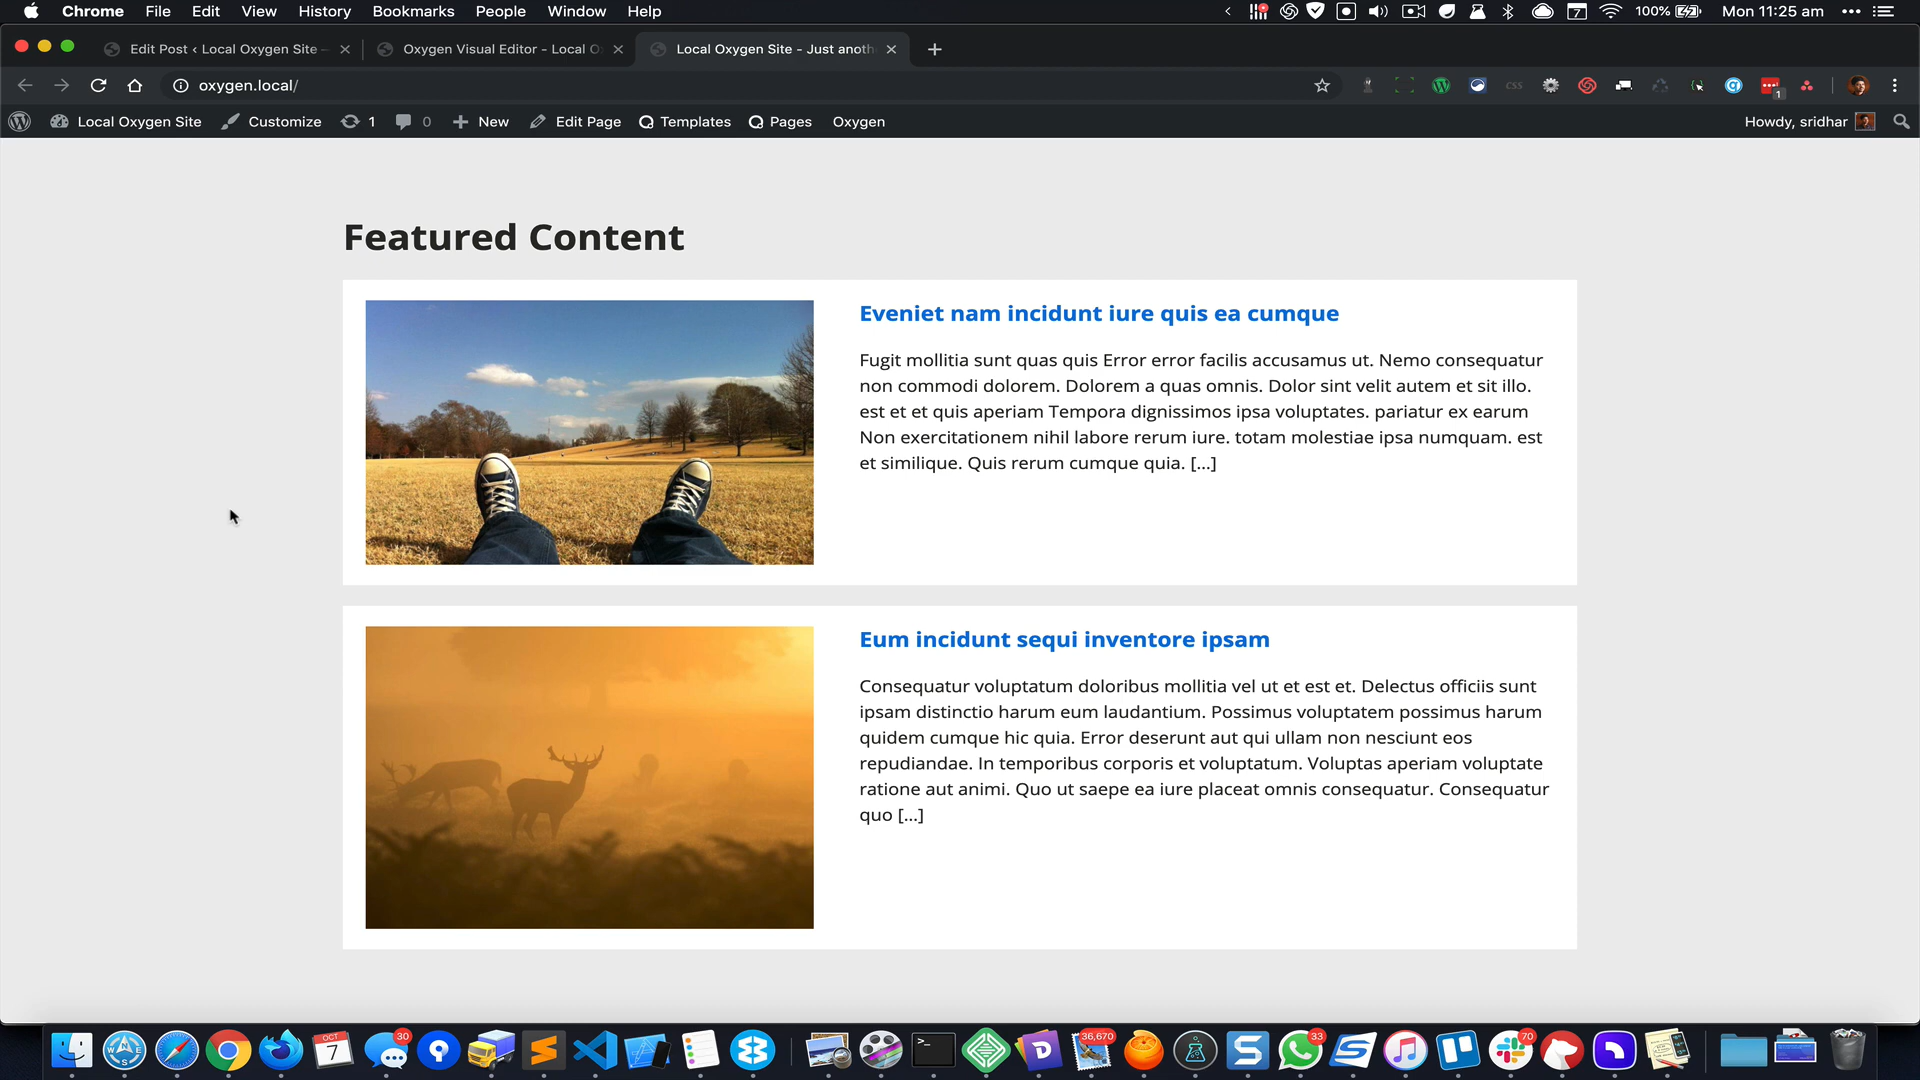 Chrome File Edit View History Bookmarks People Window Help 100% Mon 11:25 am
Edit Post ‹ Local Oxygen Site –
Oxygen Visual Editor - Local O
Local Oxygen Site - Just anoth
oxygen.local/
1
Local Oxygen Site Customize 1 0 New Edit Page Templates Pages Oxygen Howdy, sridhar
Featured Content
Eveniet nam incidunt iure quis ea cumque
Fugit mollitia sunt quas quis Error error facilis accusamus ut. Nemo consequatur
non commodi dolorem. Dolorem a quas omnis. Dolor sint velit autem et sit illo.
est et et quis aperiam Tempora dignissimos ipsa voluptates. pariatur ex earum
Non exercitationem nihil labore rerum iure. totam molestiae ipsa numquam. est
et similique. Quis rerum cumque quia. [...]
Eum incidunt sequi inventore ipsam
Consequatur voluptatum doloribus mollitia vel ut et est et. Delectus officiis sunt
ipsam distinctio harum eum laudantium. Possimus voluptatem possimus harum
quidem cumque hic quia. Error deserunt aut qui ullam non nesciunt eos
repudiandae. In temporibus corporis et voluptatum. Voluptas aperiam voluptate
ratione aut animi. Quo ut saepe ea iure placeat omnis consequatur. Consequatur
quo [...]
OCT
7
30
36,670
33
70